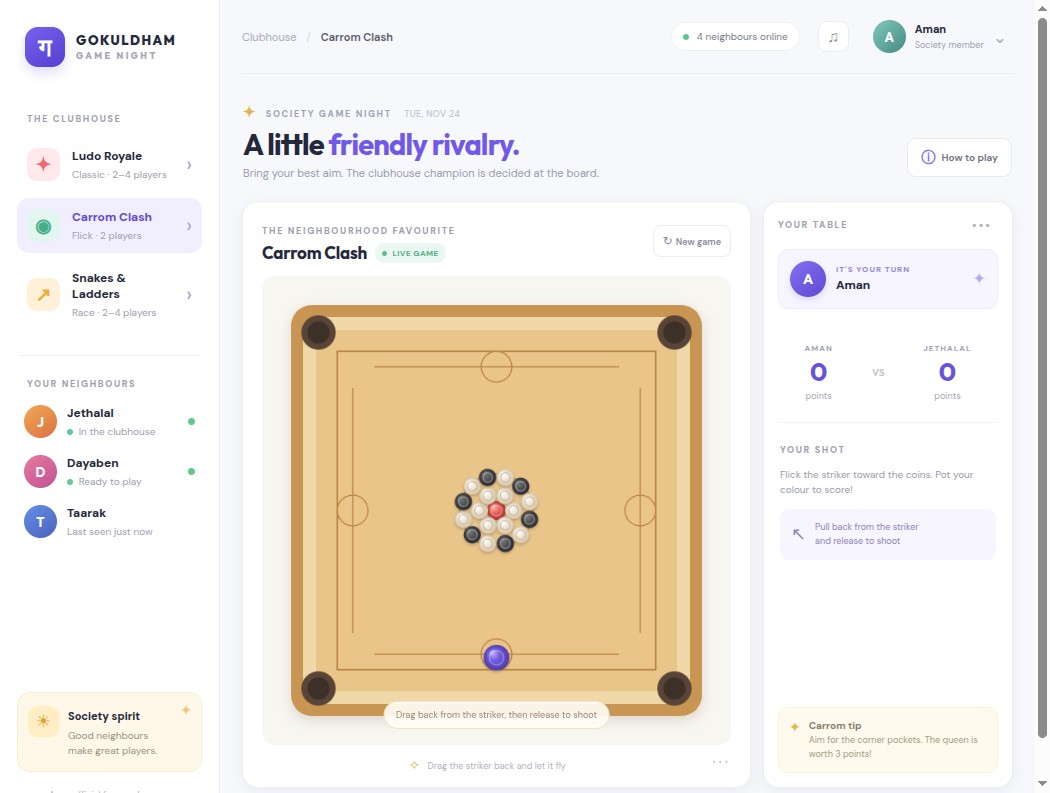 ग
GOKULDHAM
GAME NIGHT
THE CLUBHOUSE
Ludo Royale
Classic · 2–4 players
Carrom Clash
Flick · 2 players
Snakes &
Ladders
Race · 2–4 players
YOUR NEIGHBOURS
J
Jethalal
In the clubhouse
D
Dayaben
Ready to play
T
Taarak
Last seen just now
Society spirit
Good neighbours
make great players.
Clubhouse / Carrom Clash
4 neighbours online
A
Aman
Society member
SOCIETY GAME NIGHT TUE, NOV 24
A little friendly rivalry.
Bring your best aim. The clubhouse champion is decided at the board.
How to play
THE NEIGHBOURHOOD FAVOURITE
Carrom Clash LIVE GAME
New game
Drag back from the striker, then release to shoot
Drag the striker back and let it fly
YOUR TABLE
A
IT'S YOUR TURN
Aman
AMAN JETHALAL
0 VS 0
points points
YOUR SHOT
Flick the striker toward the coins. Pot your
colour to score!
Pull back from the striker
and release to shoot
Carrom tip
Aim for the corner pockets. The queen is
worth 3 points!